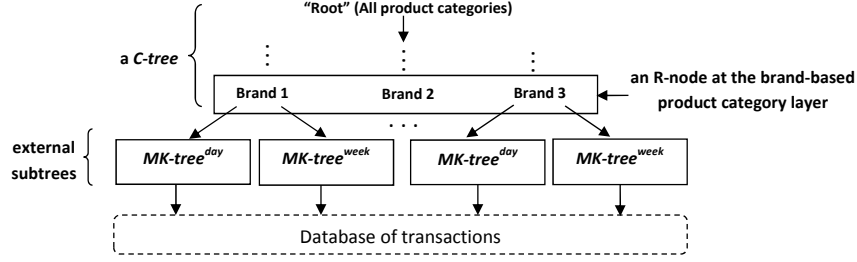 “Root” (All product categories)
a C-tree
Brand 1 Brand 2 Brand 3
an R-node at the brand-based
product category layer
. . .
external
subtrees
MK-tree^day MK-tree^week MK-tree^day MK-tree^week
Database of transactions